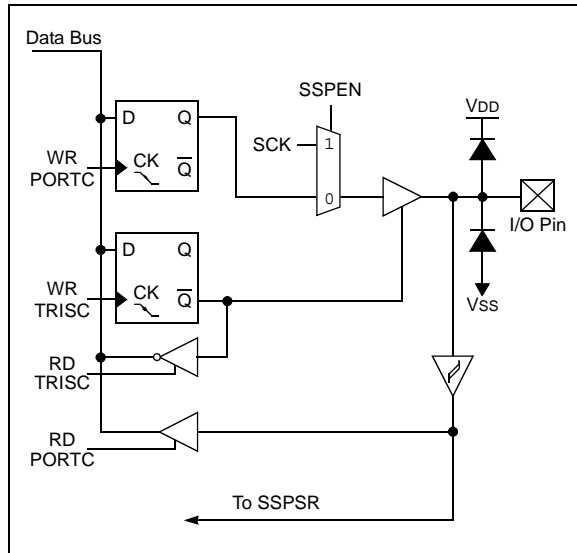 Data Bus
SSPEN
VDD
D Q
SCK
1
WR
PORTC
CK
Q
0
I/O Pin
D Q
WR
TRISC
CK
Q
VSS
RD
TRISC
RD
PORTC
To SSPSR